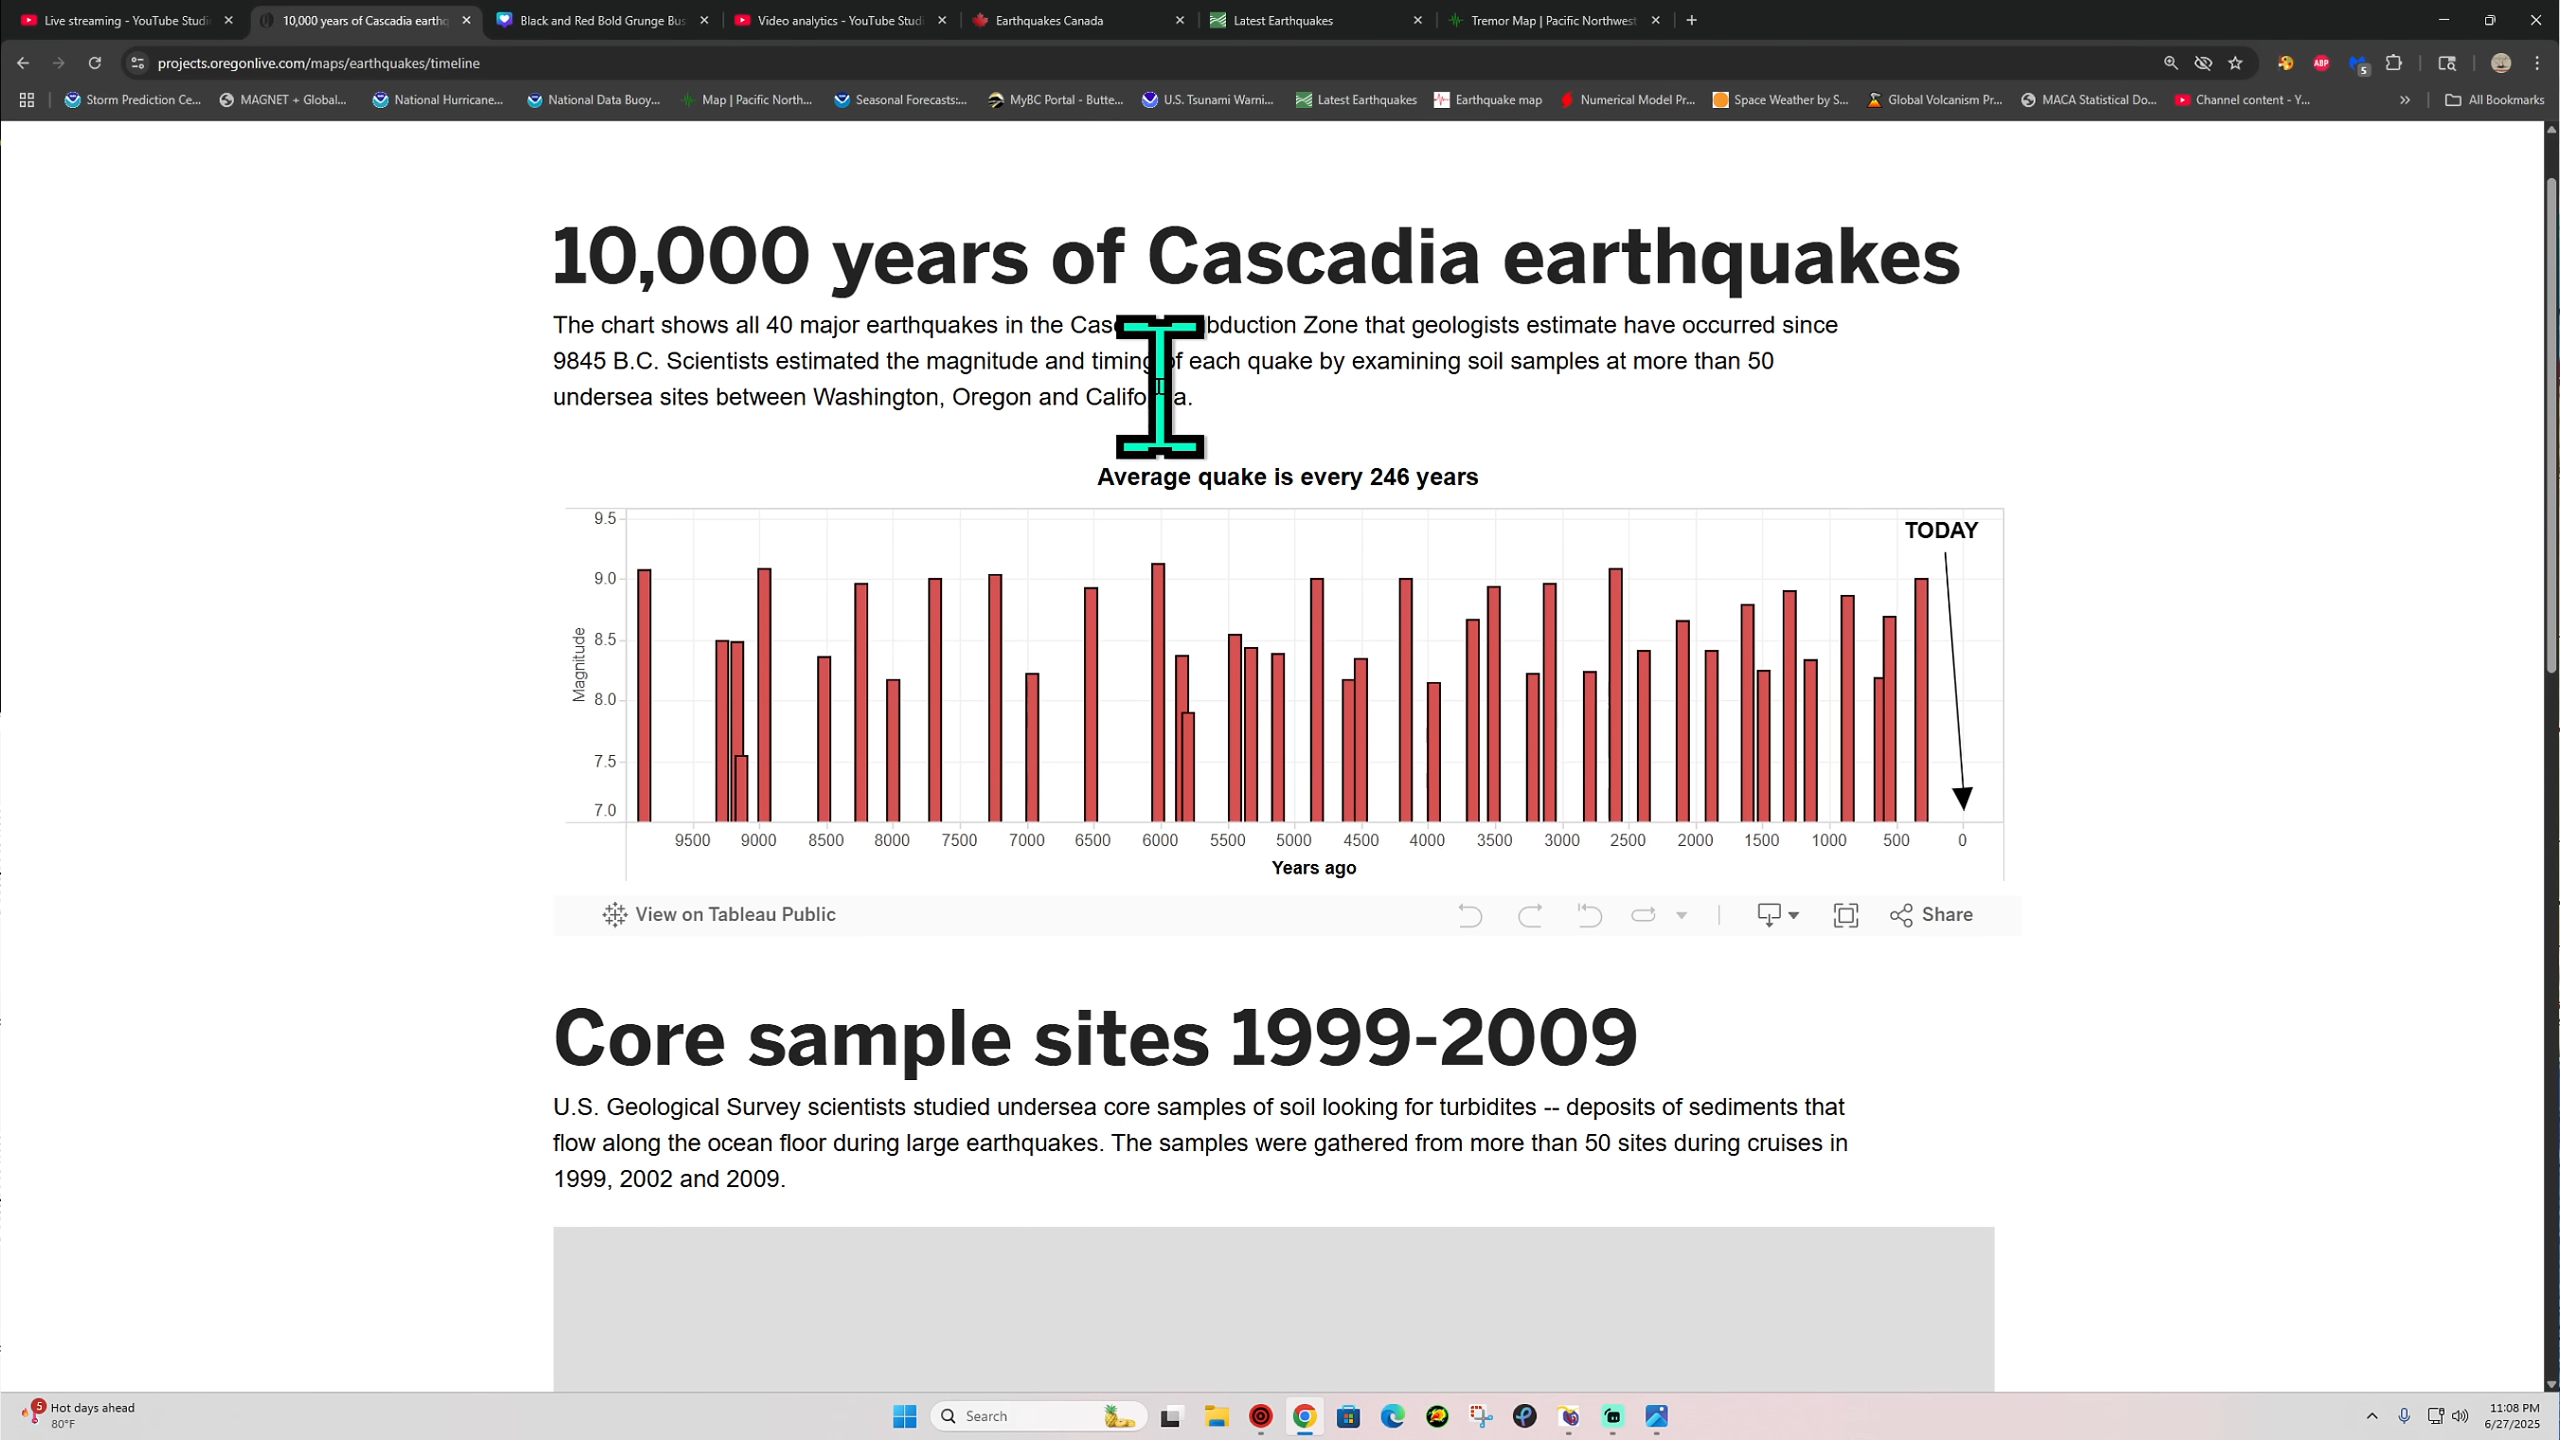 Live streaming - YouTube Studi
10,000 years of Cascadia earthq
Black and Red Bold Grunge Bus
Video analytics - YouTube Studi
Earthquakes Canada
Latest Earthquakes
Tremor Map | Pacific Northwest
projects.oregonlive.com/maps/earthquakes/timeline
ABP
5
Storm Prediction Ce...
MAGNET + Global...
National Hurricane...
National Data Buoy...
Map | Pacific North...
Seasonal Forecasts:...
MyBC Portal - Butte...
U.S. Tsunami Warni...
Latest Earthquakes
Earthquake map
Numerical Model Pr...
Space Weather by S...
Global Volcanism Pr...
MACA Statistical Do...
Channel content - Y...
All Bookmarks
10,000 years of Cascadia earthquakes
The chart shows all 40 major earthquakes in the Cas bduction Zone that geologists estimate have occurred since
9845 B.C. Scientists estimated the magnitude and timing of each quake by examining soil samples at more than 50
undersea sites between Washington, Oregon and California.
Average quake is every 246 years
TODAY
9.5
9.0
8.5
8.0
7.5
7.0
Magnitude
9500 9000 8500 8000 7500 7000 6500 6000 5500 5000 4500 4000 3500 3000 2500 2000 1500 1000 500 0
Years ago
View on Tableau Public
Share
Core sample sites 1999-2009
U.S. Geological Survey scientists studied undersea core samples of soil looking for turbidites -- deposits of sediments that
flow along the ocean floor during large earthquakes. The samples were gathered from more than 50 sites during cruises in
1999, 2002 and 2009.
5
Hot days ahead
80°F
Search
11:08 PM
6/27/2025